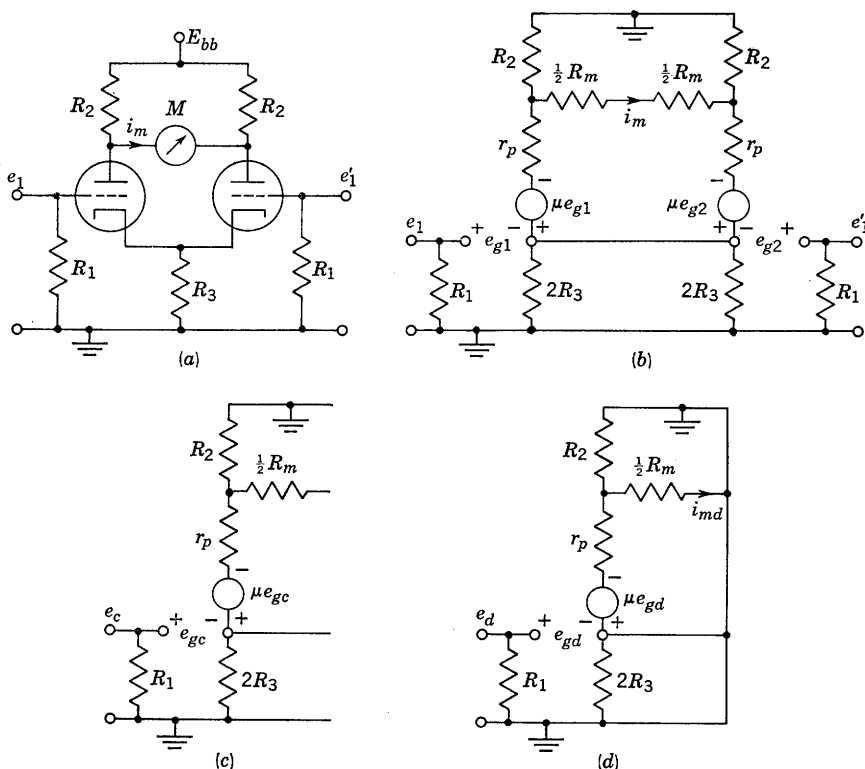 E_bb
R_2
M
R_2
i_m
e_1
e'_1
R_1
R_3
R_1
(a)
R_2
½R_m
½R_m
R_2
i_m
r_p
r_p
−
−
μe_g1
μe_g2
e_1
+
−
+
−
+
+
e'_1
e_g1
e_g2
R_1
2R_3
2R_3
R_1
(b)
R_2
½R_m
r_p
−
μe_gc
e_c
+
−
+
e_gc
R_1
2R_3
(c)
R_2
½R_m
i_md
r_p
−
μe_gd
e_d
+
−
+
e_gd
R_1
2R_3
(d)